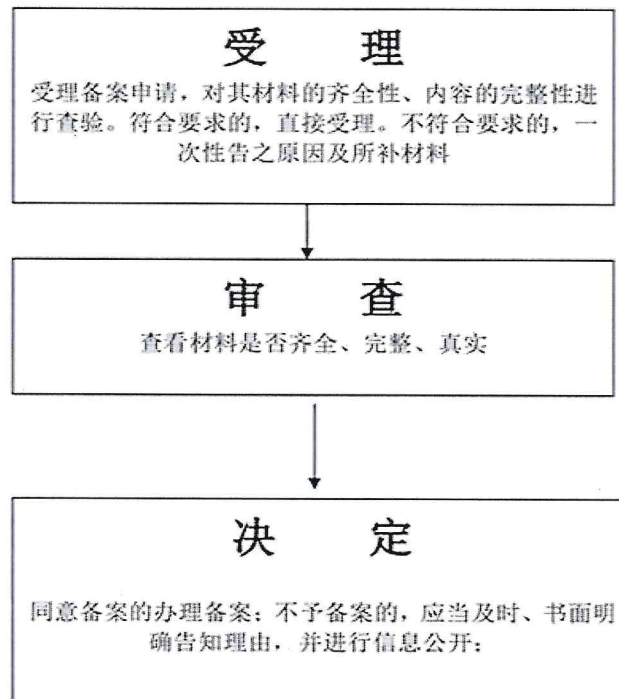 受 理
受理备案申请，对其材料的齐全性、内容的完整性进
行查验。符合要求的，直接受理。不符合要求的，一
次性告之原因及所补材料
审 查
查看材料是否齐全、完整、真实
决 定
同意备案的办理备案；不予备案的，应当及时、书面明
确告知理由，并进行信息公开；